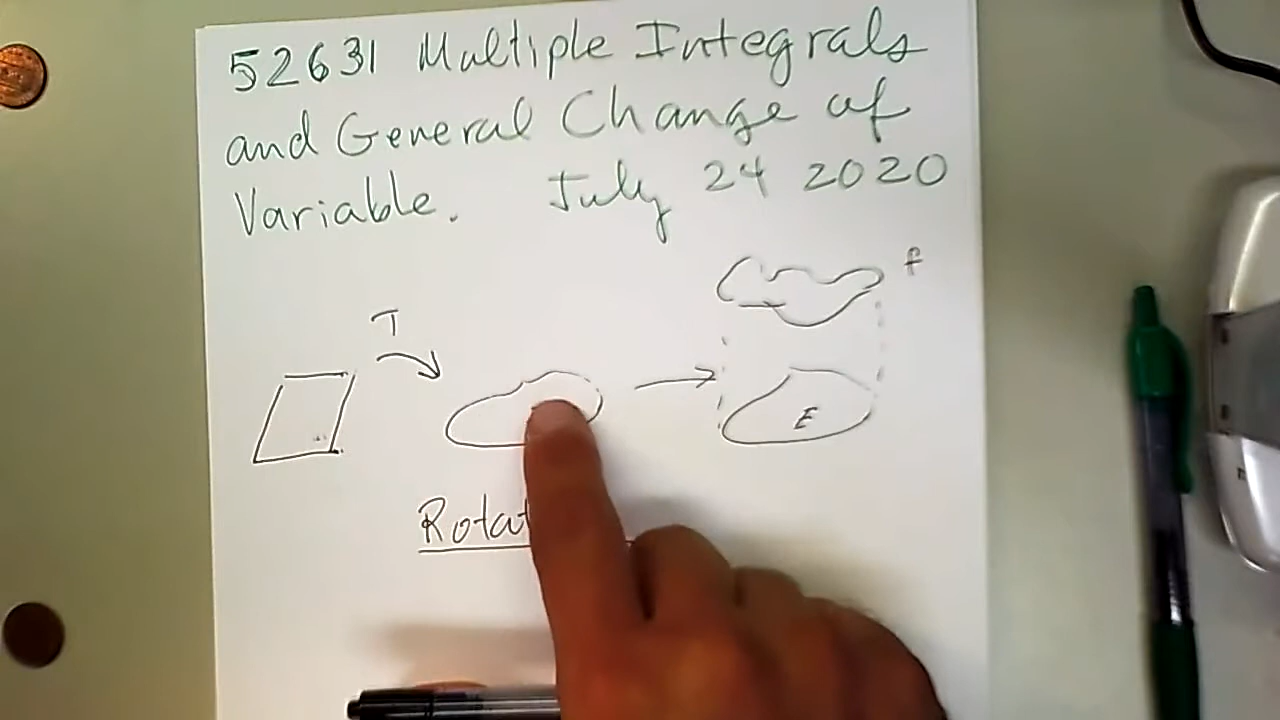 52631 Multiple Integrals
and General Change of
Variable. July 24 2020
f
T
E